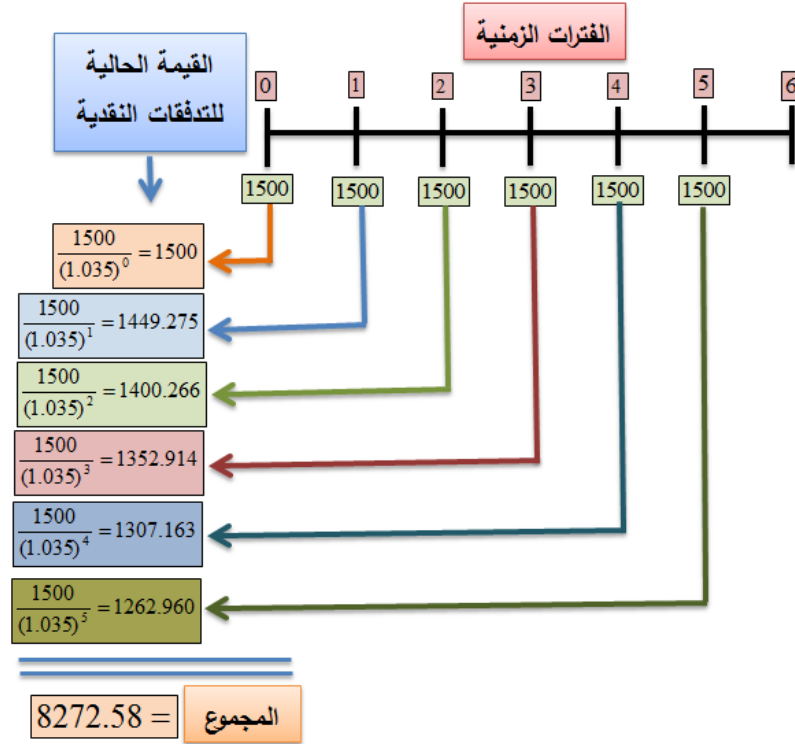 الفترات الزمنية
القيمة الحالية
للتدفقات النقدية
0 1 2 3 4 5 6
1500 1500 1500 1500 1500 1500
1500/(1.035)^0 = 1500
1500/(1.035)^1 = 1449.275
1500/(1.035)^2 = 1400.266
1500/(1.035)^3 = 1352.914
1500/(1.035)^4 = 1307.163
1500/(1.035)^5 = 1262.960
المجموع = 8272.58